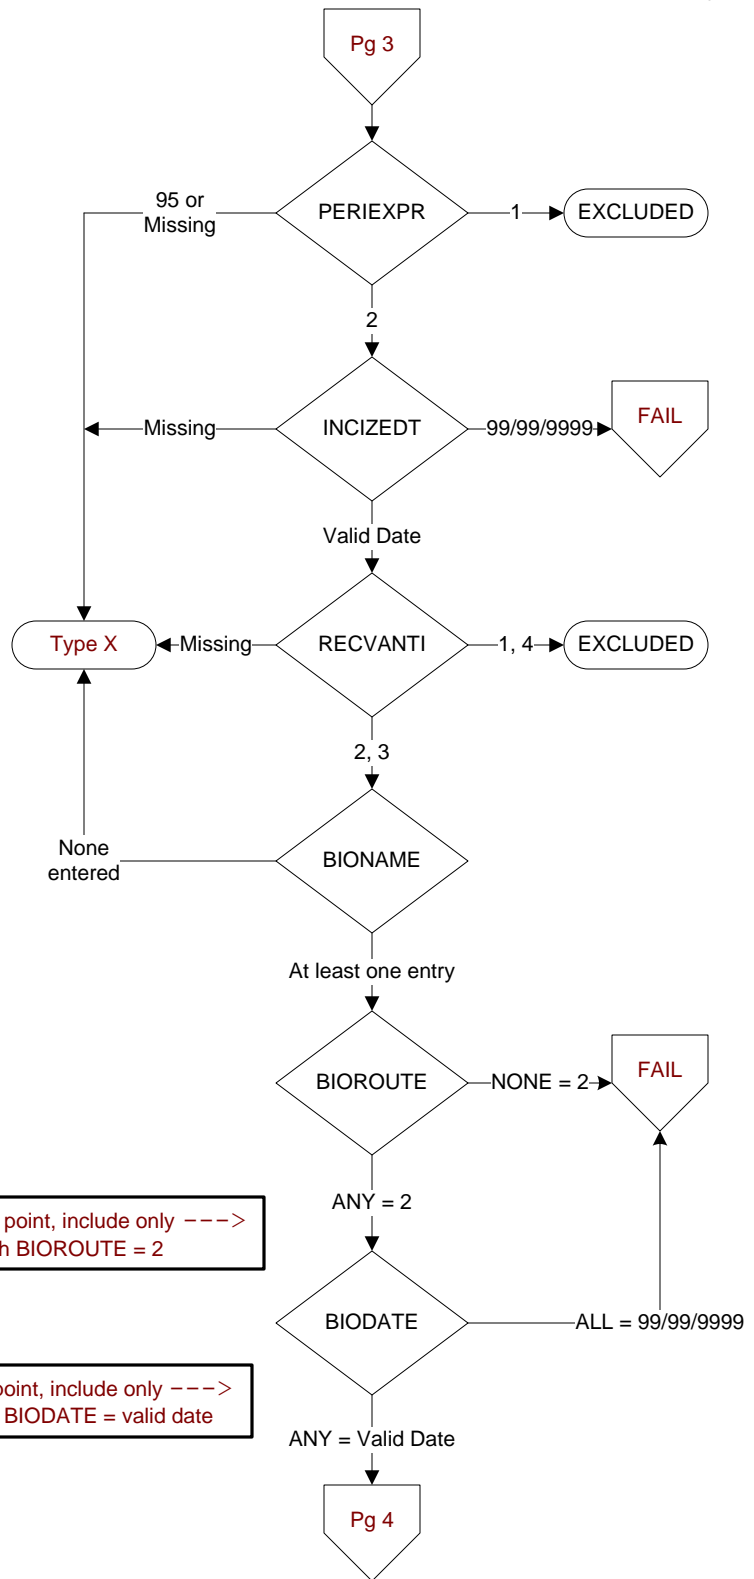 Pg 3
95 or
Missing
PERIEXPR
1
EXCLUDED
2
Missing
INCIZEDT
99/99/9999
FAIL
Valid Date
Type X
Missing
RECVANTI
1, 4
EXCLUDED
2, 3
None
entered
BIONAME
At least one entry
BIOROUTE
NONE = 2
FAIL
ANY = 2
point, include only --->
BIOROUTE = 2
BIODATE
ALL = 99/99/9999
point, include only --->
BIODATE = valid date
ANY = Valid Date
Pg 4